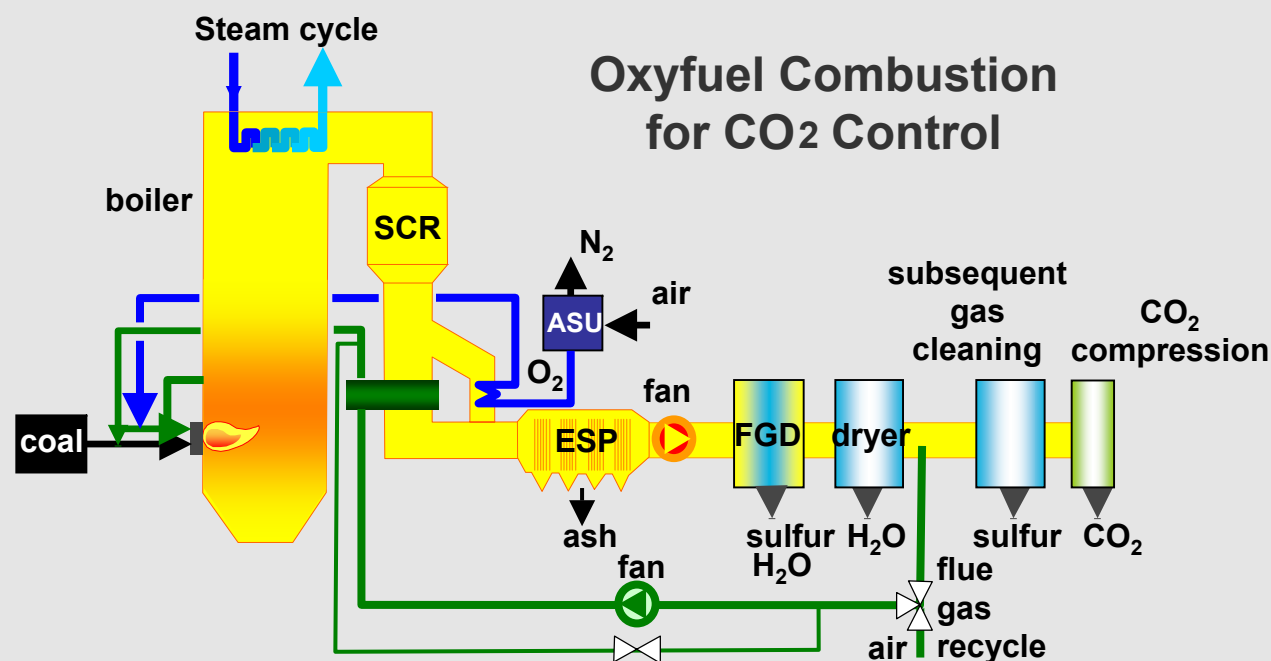 Steam cycle
Oxyfuel Combustion
for CO2 Control
boiler
SCR
N₂
air
ASU
O₂
subsequent
gas
cleaning
CO₂
compression
fan
coal
ESP
FGD
dryer
ash
sulfur
H₂O
H₂O
sulfur
CO₂
fan
flue
gas
recycle
air